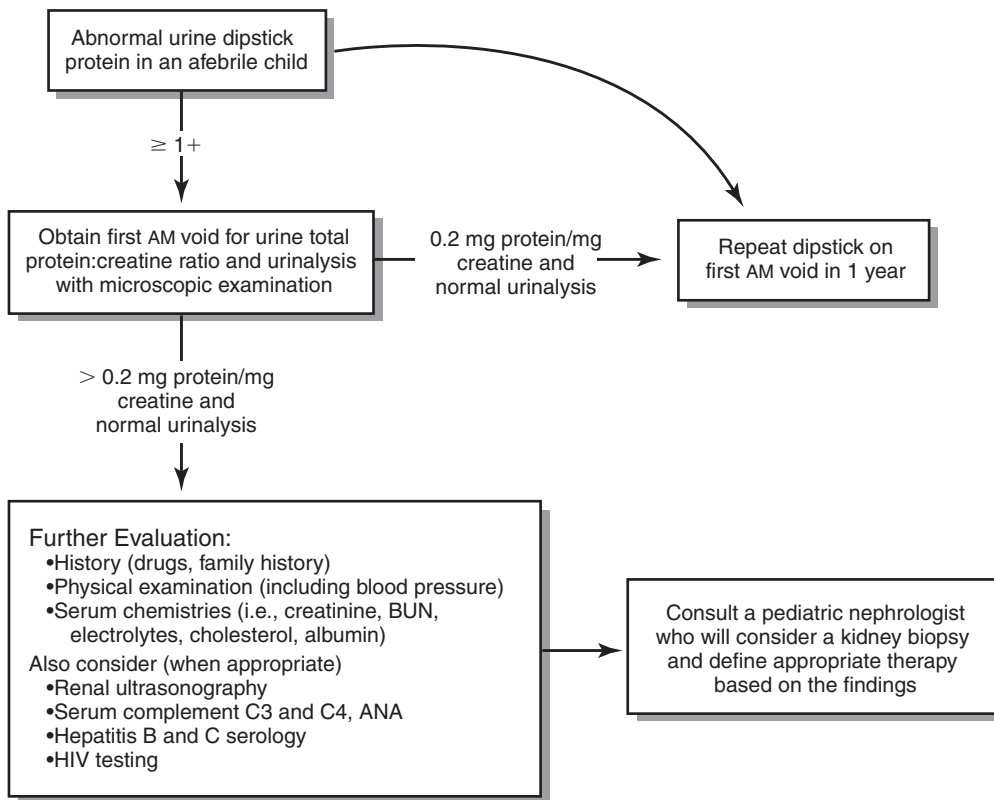 Abnormal urine dipstick
protein in an afebrile child
≥ 1+
Obtain first AM void for urine total
protein:creatine ratio and urinalysis
with microscopic examination
0.2 mg protein/mg
creatine and
normal urinalysis
Repeat dipstick on
first AM void in 1 year
> 0.2 mg protein/mg
creatine and
normal urinalysis
Further Evaluation:
•History (drugs, family history)
•Physical examination (including blood pressure)
•Serum chemistries (i.e., creatinine, BUN,
electrolytes, cholesterol, albumin)
Also consider (when appropriate)
•Renal ultrasonography
•Serum complement C3 and C4, ANA
•Hepatitis B and C serology
•HIV testing
Consult a pediatric nephrologist
who will consider a kidney biopsy
and define appropriate therapy
based on the findings